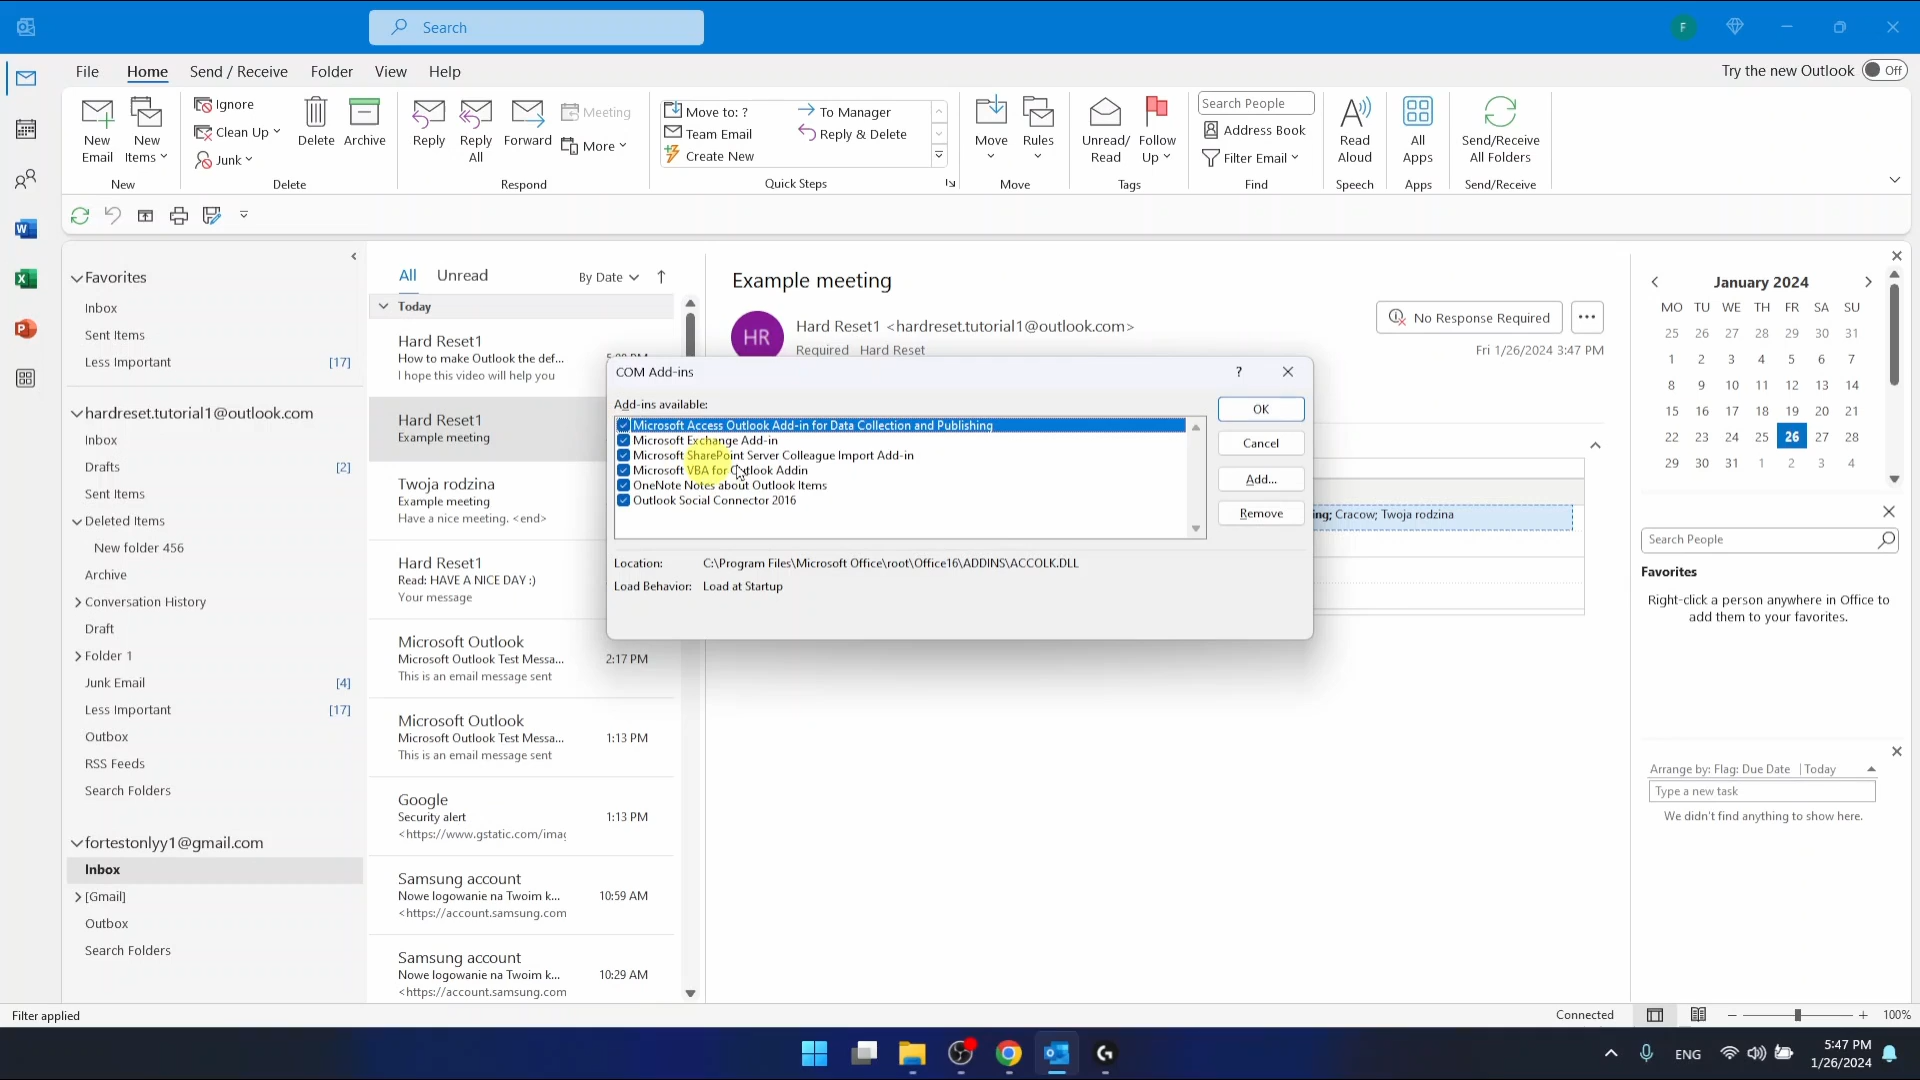 Search
F
File Home Send / Receive Folder View Help
Try the new Outlook Off
New Email
New Items
Ignore
Clean Up
Junk
Delete
Archive
Reply
Reply All
Forward
Meeting
More
Move to: ?
Team Email
Create New
To Manager
Reply & Delete
Move
Rules
Unread/ Read
Follow Up
Search People
Address Book
Filter Email
Read Aloud
All Apps
Send/Receive All Folders
New
Delete
Respond
Quick Steps
Move
Tags
Find
Speech
Apps
Send/Receive
Favorites
Inbox
Sent Items
Less Important [17]
hardreset.tutorial1@outlook.com
Inbox
Drafts [2]
Sent Items
Deleted Items
New folder 456
Archive
Conversation History
Draft
Folder 1
Junk Email [4]
Less Important [17]
Outbox
RSS Feeds
Search Folders
fortestonlyy1@gmail.com
Inbox
[Gmail]
Outbox
Search Folders
All Unread By Date
Today
Hard Reset1
How to make Outlook the def...
I hope this video will help you
Hard Reset1
Example meeting
Twoja rodzina
Example meeting
Have a nice meeting. <end>
Hard Reset1
Read: HAVE A NICE DAY :)
Your message
Microsoft Outlook
Microsoft Outlook Test Messa... 2:17 PM
This is an email message sent
Microsoft Outlook
Microsoft Outlook Test Messa... 1:13 PM
This is an email message sent
Google
Security alert 1:13 PM
<https://www.gstatic.com/imag
Samsung account
Nowe logowanie na Twoim k... 10:59 AM
<https://account.samsung.com
Samsung account
Nowe logowanie na Twoim k... 10:29 AM
<https://account.samsung.com
Example meeting
HR
Hard Reset1 <hardreset.tutorial1@outlook.com>
Required Hard Reset
No Response Required
Fri 1/26/2024 3:47 PM
COM Add-ins
?
Add-ins available:
Microsoft Access Outlook Add-in for Data Collection and Publishing
Microsoft Exchange Add-in
Microsoft SharePoint Server Colleague Import Add-in
Microsoft VBA for Outlook Addin
OneNote Notes about Outlook Items
Outlook Social Connector 2016
OK
Cancel
Add...
Remove
Location: C:\Program Files\Microsoft Office\root\Office16\ADDINS\ACCOLK.DLL
Load Behavior: Load at Startup
ing; Cracow; Twoja rodzina
January 2024
MO TU WE TH FR SA SU
25 26 27 28 29 30 31
1 2 3 4 5 6 7
8 9 10 11 12 13 14
15 16 17 18 19 20 21
22 23 24 25 26 27 28
29 30 31 1 2 3 4
Search People
Favorites
Right-click a person anywhere in Office to
add them to your favorites.
Arrange by: Flag: Due Date Today
Type a new task
We didn't find anything to show here.
Filter applied
Connected
100%
ENG
5:47 PM
1/26/2024